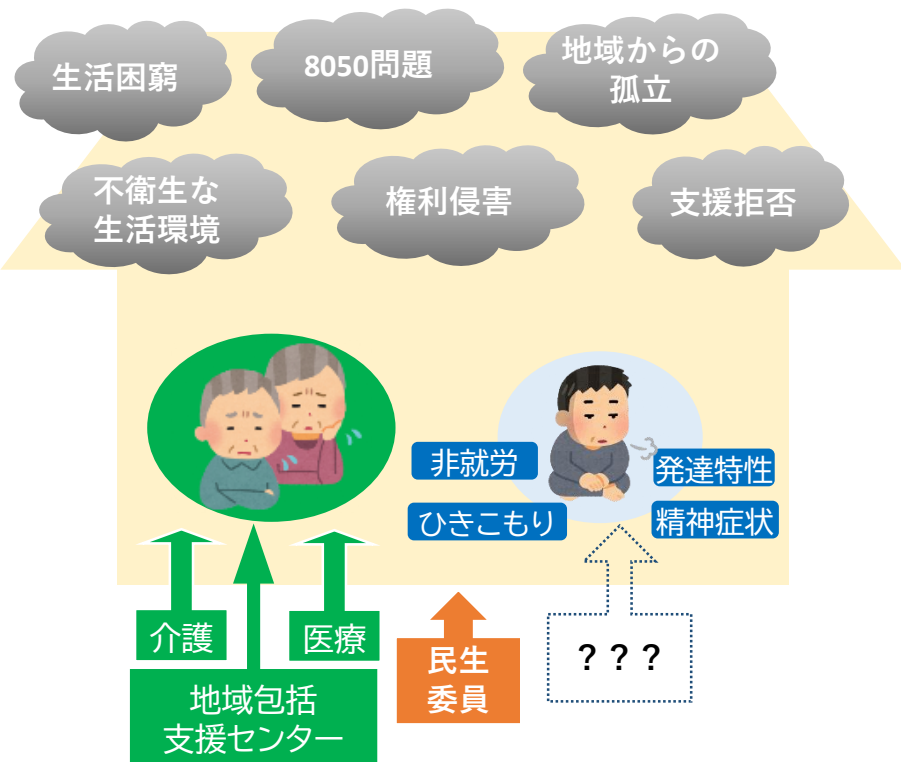 生活困窮
8050問題
地域からの
孤立
不衛生な
生活環境
権利侵害
支援拒否
非就労
発達特性
ひきこもり
精神症状
介護
医療
民生
委員
？？？
地域包括
支援センター